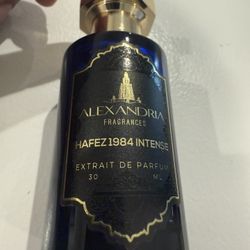 ALEXANDRIA
FRAGRANCES
HAFEZ 1984 INTENSE
EXTRAIT DE PARFUM
30 ML